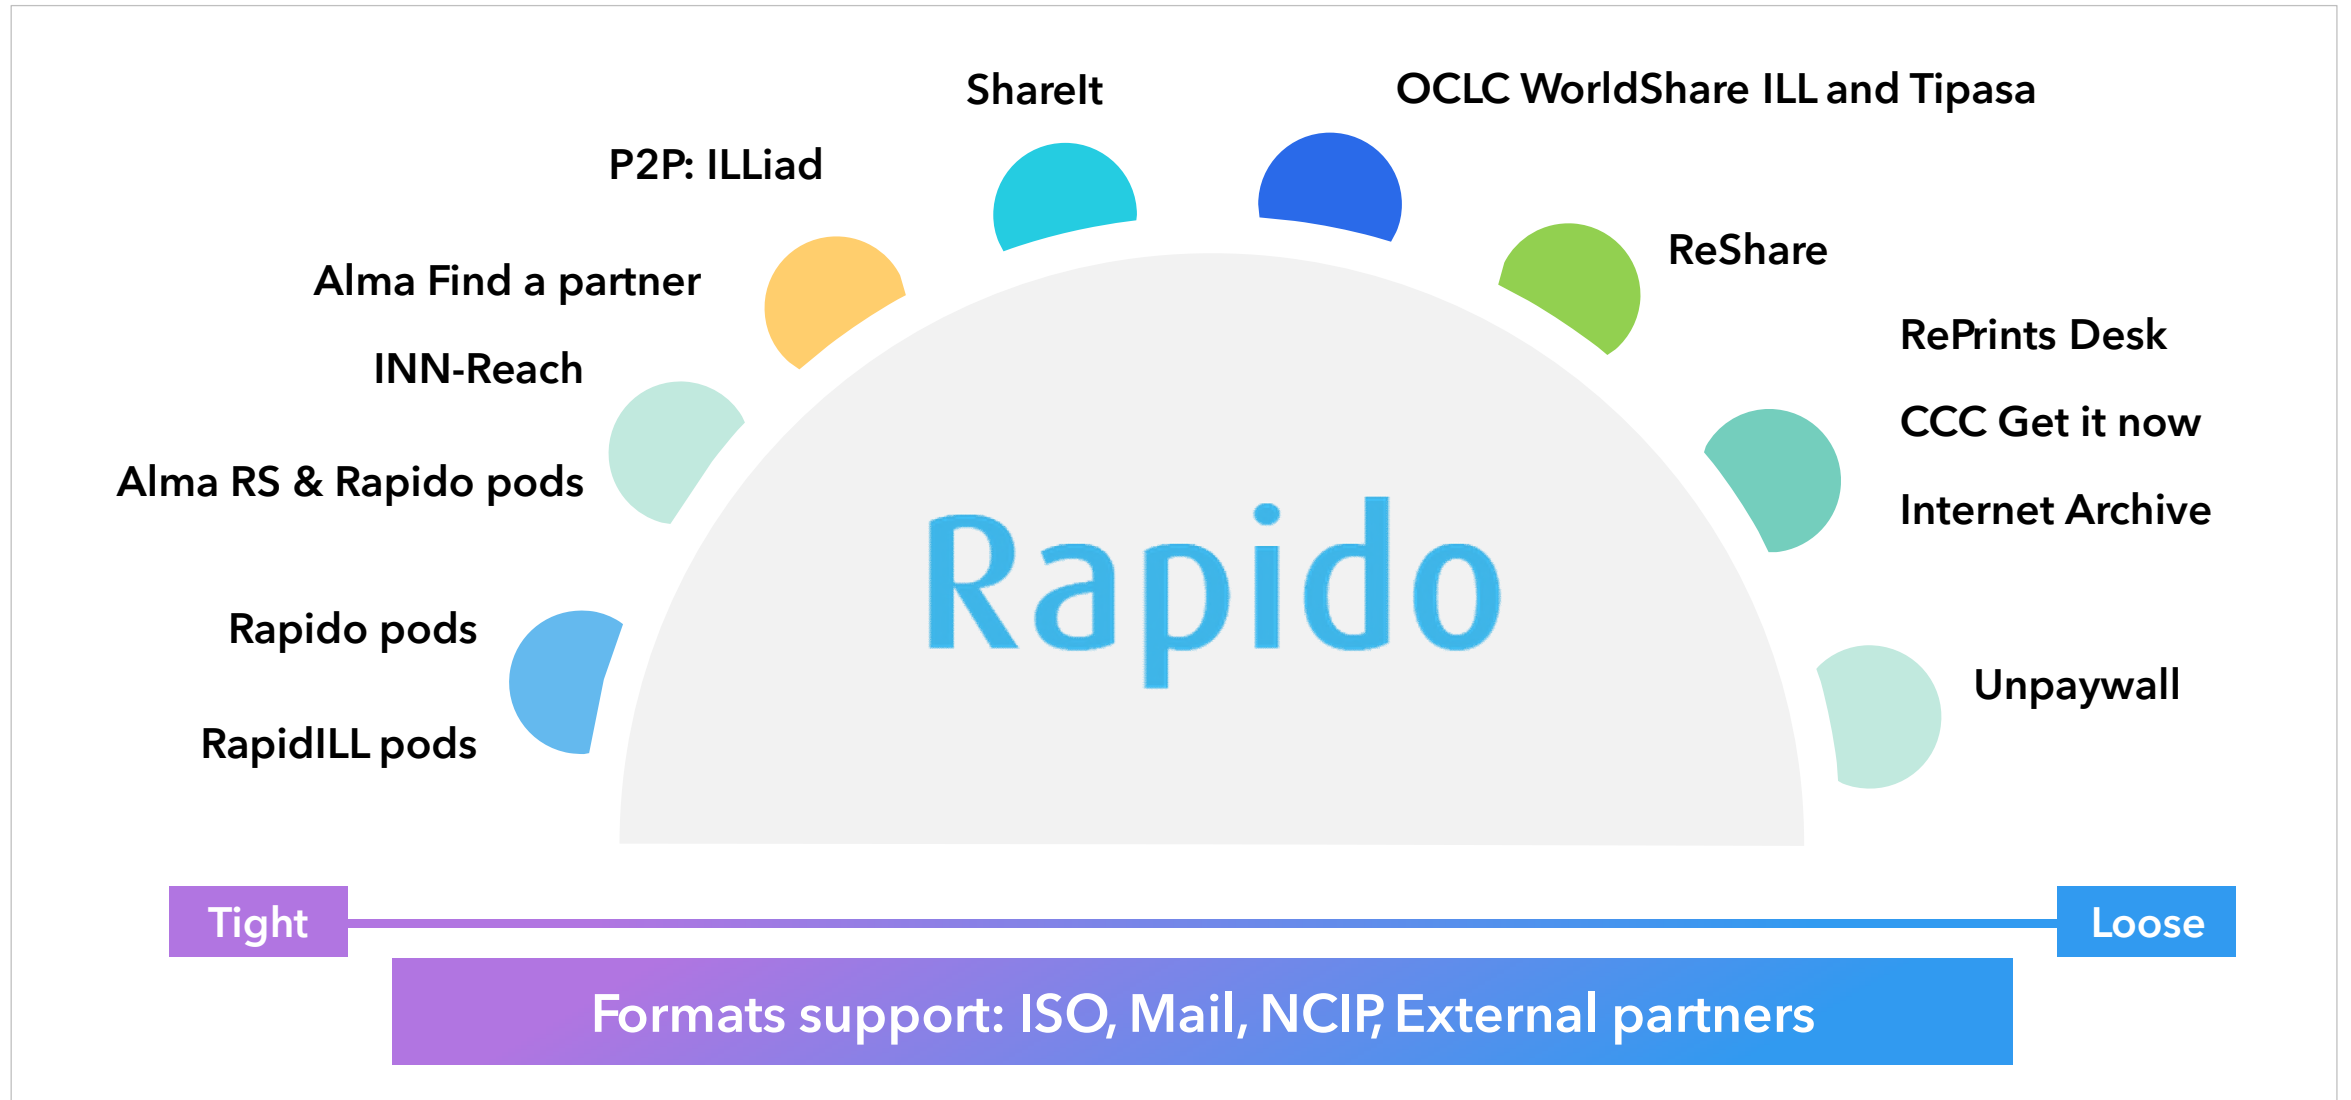 ShareIt
OCLC WorldShare ILL and Tipasa
P2P: ILLiad
ReShare
Alma Find a partner
RePrints Desk
INN-Reach
CCC Get it now
Alma RS & Rapido pods
Internet Archive
Rapido
Rapido pods
Unpaywall
RapidILL pods
Tight
Loose
Formats support: ISO, Mail, NCIP, External partners